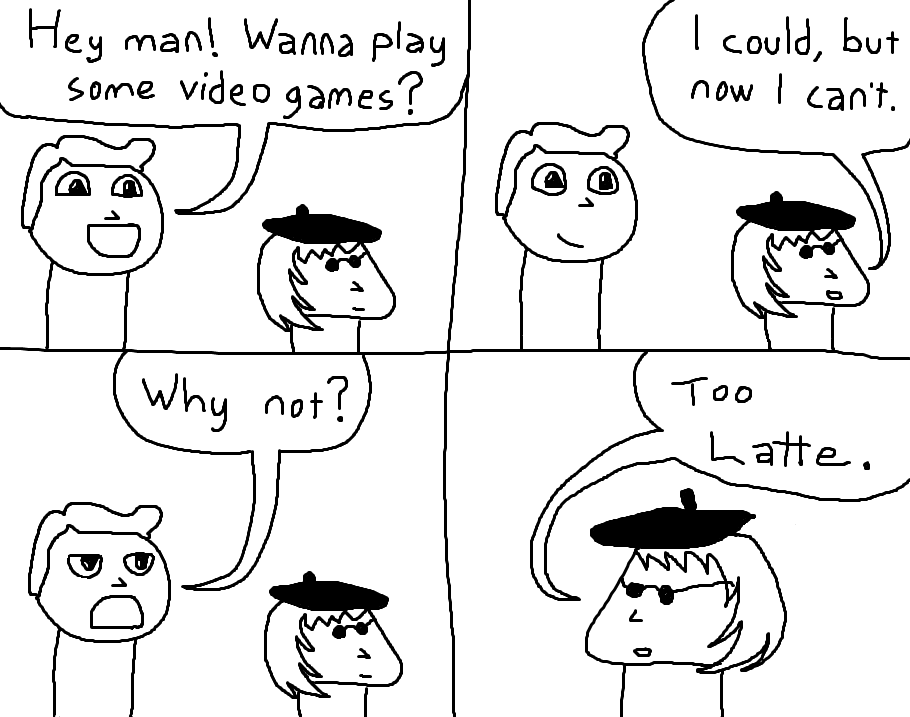 Hey man! Wanna play
some video games?
I could, but
now I can't.
Why not?
Too
Latte.